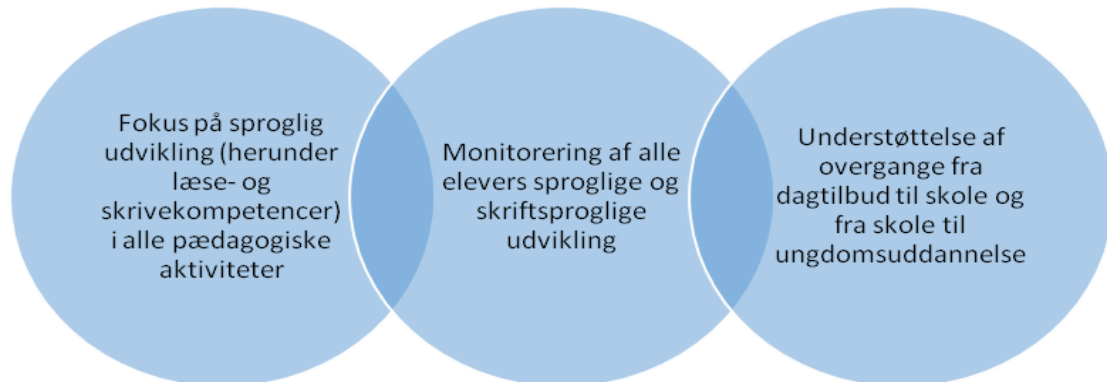 Fokus på sproglig
udvikling (herunder
læse- og
skrivekompetencer)
i alle pædagogiske
aktiviteter
Monitorering af alle
elevers sproglige og
skriftsproglige
udvikling
Understøttelse af
overgange fra
dagtilbud til skole og
fra skole til
ungdomsuddannelse